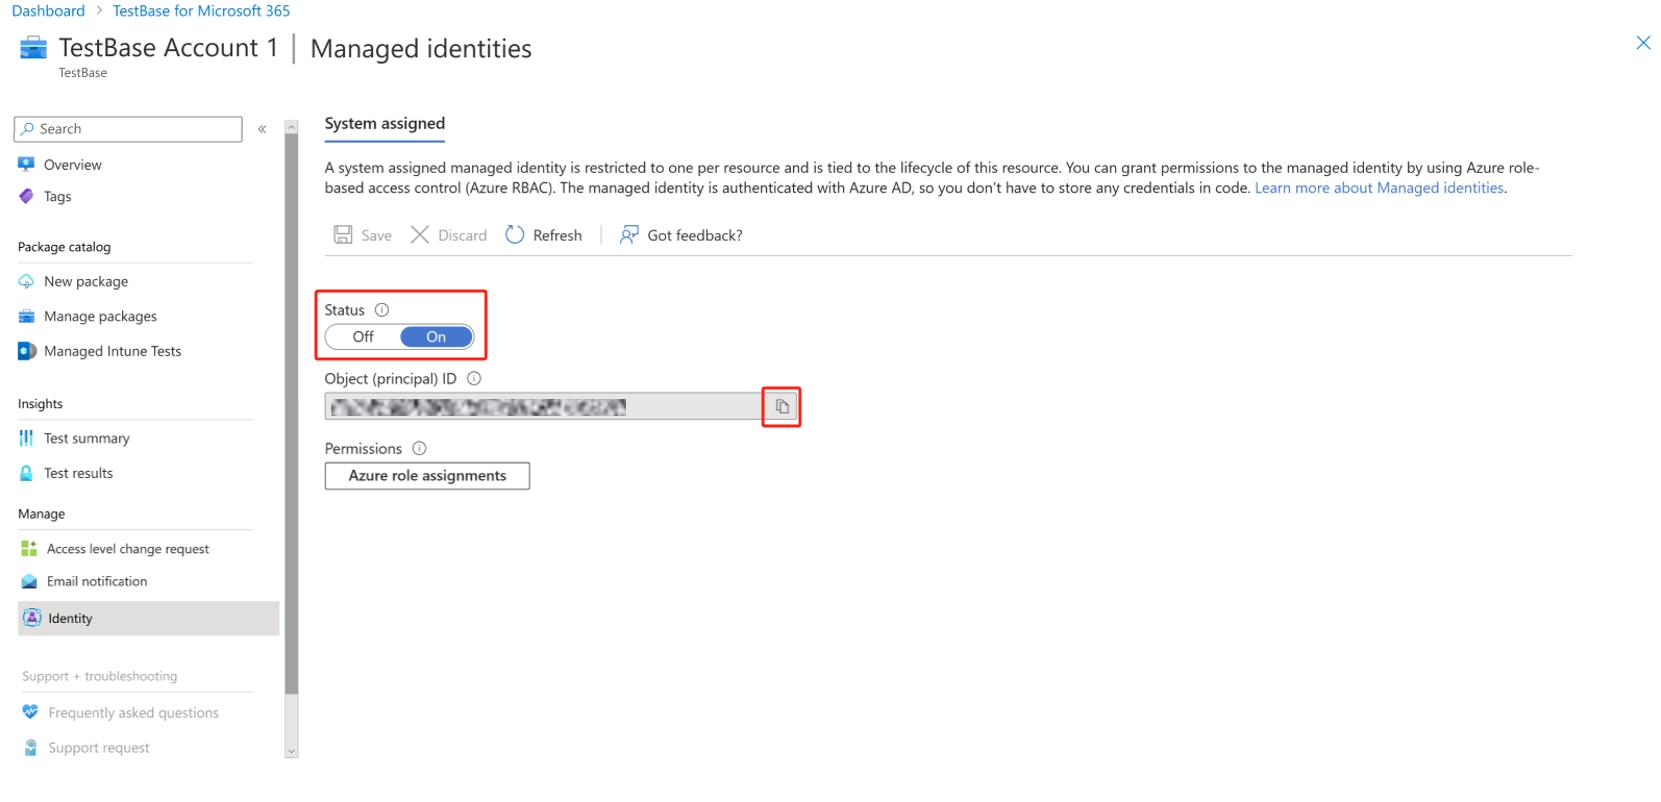 Dashboard > TestBase for Microsoft 365
TestBase Account 1 | Managed identities
TestBase
Search «
Overview
Tags
Package catalog
New package
Manage packages
Managed Intune Tests
Insights
Test summary
Test results
Manage
Access level change request
Email notification
Identity
Support + troubleshooting
Frequently asked questions
Support request
System assigned
A system assigned managed identity is restricted to one per resource and is tied to the lifecycle of this resource. You can grant permissions to the managed identity by using Azure role-
based access control (Azure RBAC). The managed identity is authenticated with Azure AD, so you don’t have to store any credentials in code. Learn more about Managed identities.
Save Discard Refresh Got feedback?
Status
Off On
Object (principal) ID
Permissions
Azure role assignments